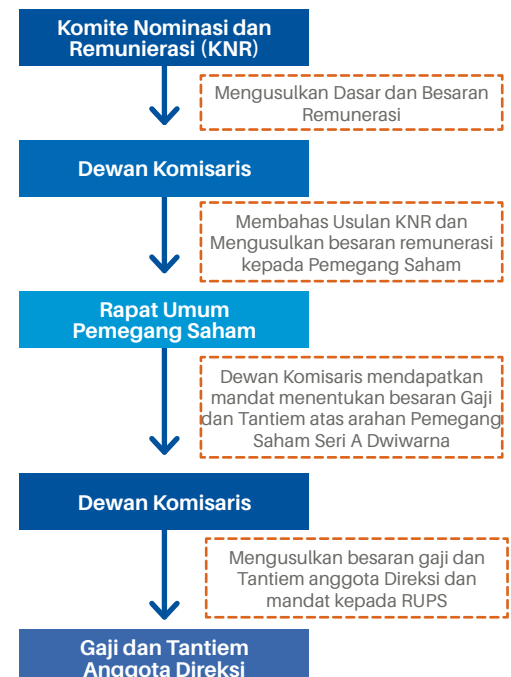 Komite Nominasi dan
Remunierasi (KNR)
Mengusulkan Dasar dan Besaran
Remunerasi
Dewan Komisaris
Membahas Usulan KNR dan
Mengusulkan besaran remunerasi
kepada Pemegang Saham
Rapat Umum
Pemegang Saham
Dewan Komisaris mendapatkan
mandat menentukan besaran Gaji
dan Tantiem atas arahan Pemegang
Saham Seri A Dwiwarna
Dewan Komisaris
Mengusulkan besaran gaji dan
Tantiem anggota Direksi dan
mandat kepada RUPS
Gaji dan Tantiem
Anggota Direksi